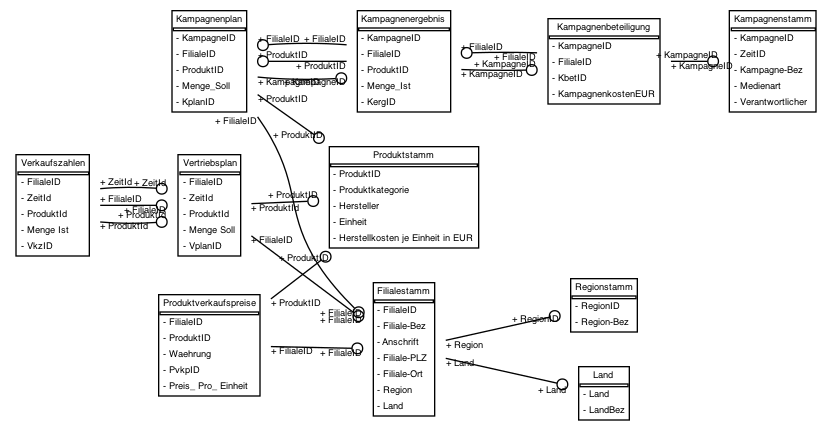 Kampagnenplan
- KampagneID
- FilialeID
- ProduktID
- Menge_Soll
- KplanID
+ FilialeID
+ FilialeID
+ ProduktID
+ ProduktID
+ KampagneID
+ KampagneID
+ ProduktID
+ ProduktID
+ FilialeID
Kampagnenergebnis
- KampagneID
- FilialeID
- ProduktID
- Menge_Ist
- KergID
+ FilialeID
+ FilialeID
+ KampagneID
+ KampagneID
Kampagnenbeteiligung
- KampagneID
- FilialeID
- KbetID
- KampagnenkostenEUR
+ KampagneID
+ KampagneID
Kampagnenstamm
- KampagneID
- ZeitID
- Kampagne-Bez
- Medienart
- Verantwortlicher
Verkaufszahlen
- FilialeID
- ZeitId
- ProduktId
- Menge Ist
- VkzID
+ ZeitId
+ ZeitId
+ FilialeID
+ FilialeID
+ ProduktId
+ ProduktId
Vertriebsplan
- FilialeID
- ZeitId
- ProduktId
- Menge Soll
- VplanID
+ ProduktID
+ ProduktId
+ FilialeID
Produktstamm
- ProduktID
- Produktkategorie
- Hersteller
- Einheit
- Herstellkosten je Einheit in EUR
+ ProduktID
+ ProduktID
Produktverkaufspreise
- FilialeID
- ProduktID
- Waehrung
- PvkpID
- Preis_ Pro_ Einheit
+ FilialeID
+ FilialeID
+ FilialeID
+ FilialeID
Filialestamm
- FilialeID
- Filiale-Bez
- Anschrift
- Filiale-PLZ
- Filiale-Ort
- Region
- Land
+ RegionID
+ Region
+ Land
+ Land
Regionstamm
- RegionID
- Region-Bez
Land
- Land
- LandBez